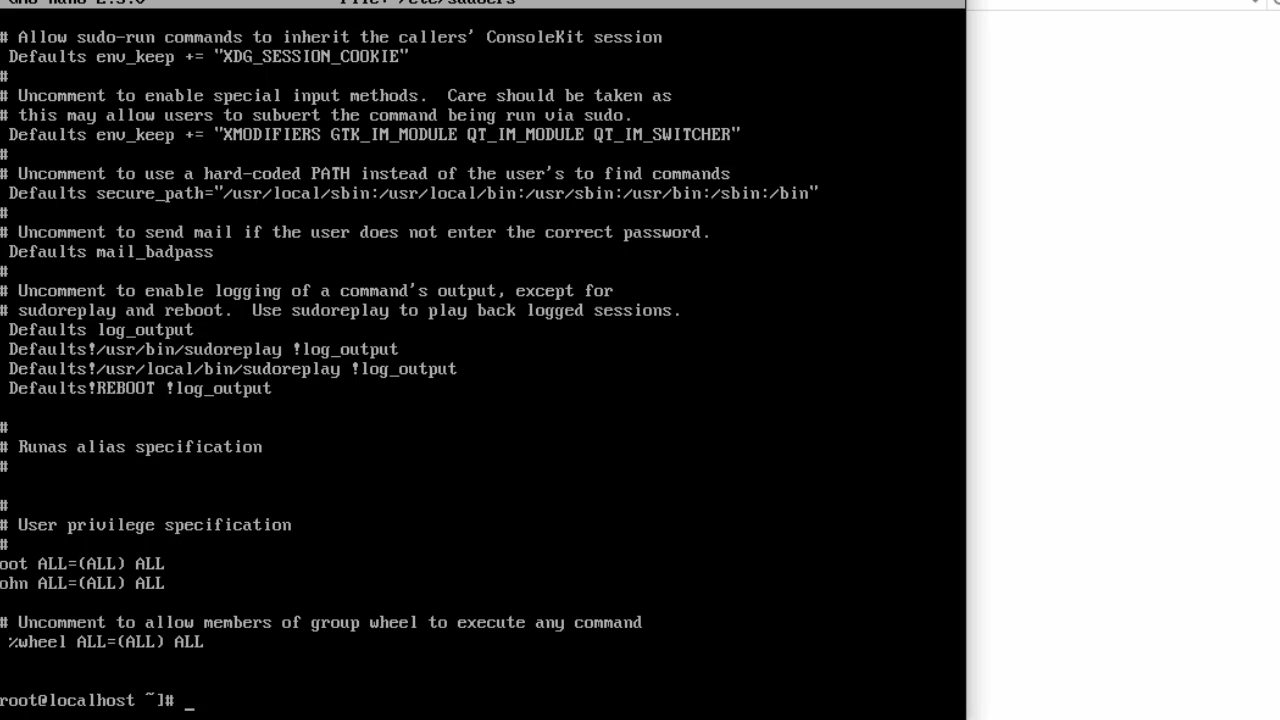 # Allow sudo-run commands to inherit the callers' ConsoleKit session
Defaults env_keep += "XDG_SESSION_COOKIE"
#
# Uncomment to enable special input methods.  Care should be taken as
# this may allow users to subvert the command being run via sudo.
Defaults env_keep += "XMODIFIERS GTK_IM_MODULE QT_IM_MODULE QT_IM_SWITCHER"
#
# Uncomment to use a hard-coded PATH instead of the user's to find commands
Defaults secure_path="/usr/local/sbin:/usr/local/bin:/usr/sbin:/usr/bin:/sbin:/bin"
#
# Uncomment to send mail if the user does not enter the correct password.
Defaults mail_badpass
#
# Uncomment to enable logging of a command's output, except for
# sudoreplay and reboot.  Use sudoreplay to play back logged sessions.
Defaults log_output
Defaults!/usr/bin/sudoreplay !log_output
Defaults!/usr/local/bin/sudoreplay !log_output
Defaults!REBOOT !log_output
#
# Runas alias specification
#
#
# User privilege specification
#
oot ALL=(ALL) ALL
ohn ALL=(ALL) ALL
# Uncomment to allow members of group wheel to execute any command
%wheel ALL=(ALL) ALL
root@localhost ~]# _